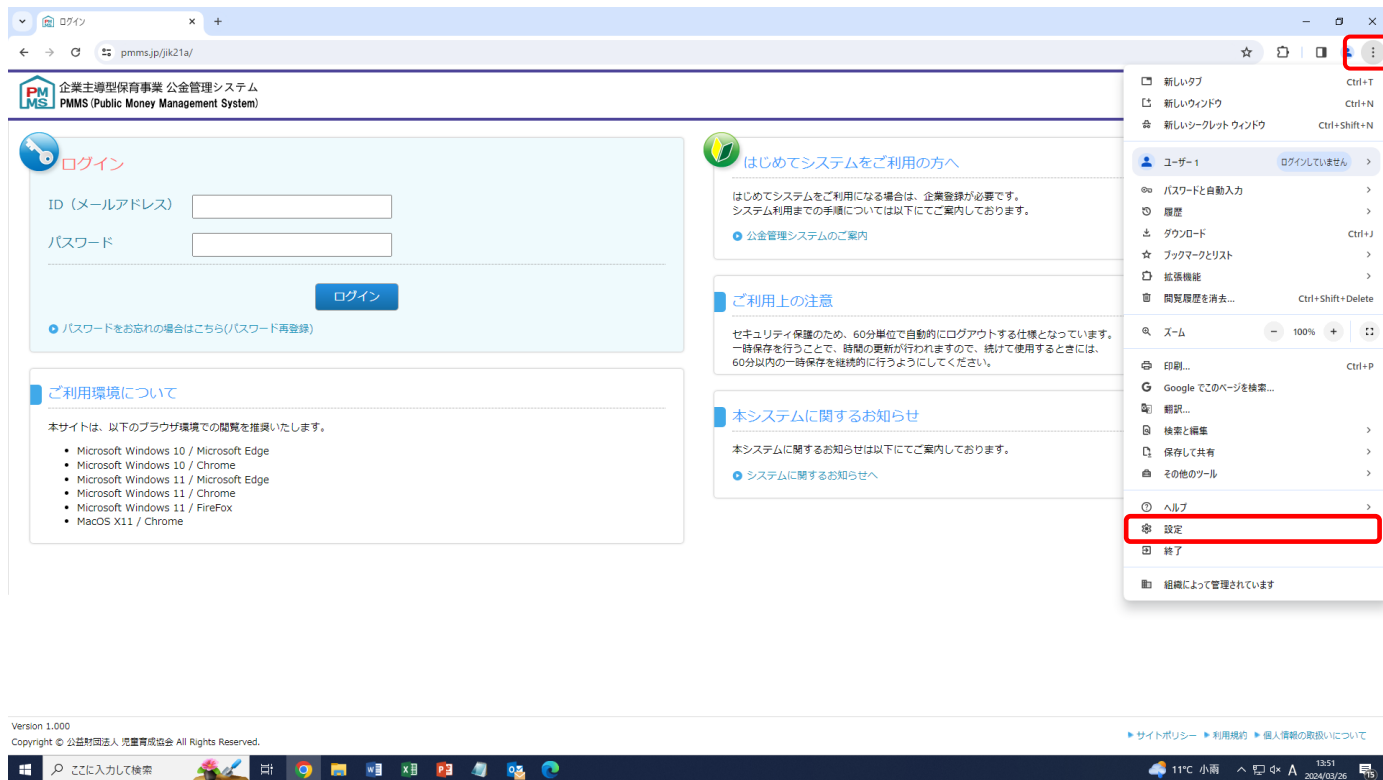 ログイン
pmms.jp/jik21a/
PM
MS
企業主導型保育事業 公金管理システム
PMMS (Public Money Management System)
ログイン
ID（メールアドレス）
パスワード
ログイン
パスワードをお忘れの場合はこちら(パスワード再登録)
ご利用環境について
本サイトは、以下のブラウザ環境での閲覧を推奨いたします。
Microsoft Windows 10 / Microsoft Edge
Microsoft Windows 10 / Chrome
Microsoft Windows 11 / Microsoft Edge
Microsoft Windows 11 / Chrome
Microsoft Windows 11 / FireFox
MacOS X11 / Chrome
はじめてシステムをご利用の方へ
はじめてシステムをご利用になる場合は、企業登録が必要です。
システム利用までの手順については以下にてご案内しております。
公金管理システムのご案内
ご利用上の注意
セキュリティ保護のため、60分単位で自動的にログアウトする仕様となっています。
一時保存を行うことで、時間の更新が行われますので、続けて使用するときには、
60分以内の一時保存を継続的に行うようにしてください。
本システムに関するお知らせ
本システムに関するお知らせは以下にてご案内しております。
システムに関するお知らせへ
新しいタブ Ctrl+T
新しいウィンドウ Ctrl+N
新しいシークレット ウィンドウ Ctrl+Shift+N
ユーザー 1 ログインしていません
パスワードと自動入力
履歴
ダウンロード Ctrl+J
ブックマークとリスト
拡張機能
閲覧履歴を消去... Ctrl+Shift+Delete
ズーム − 100% +
印刷... Ctrl+P
Google でこのページを検索...
翻訳...
検索と編集
保存して共有
その他のツール
ヘルプ
設定
終了
組織によって管理されています
Version 1.000
Copyright © 公益財団法人 児童育成協会 All Rights Reserved.
サイトポリシー 利用規約 個人情報の取扱いについて
ここに入力して検索
11°C 小雨 A 13:51
2024/03/26
15